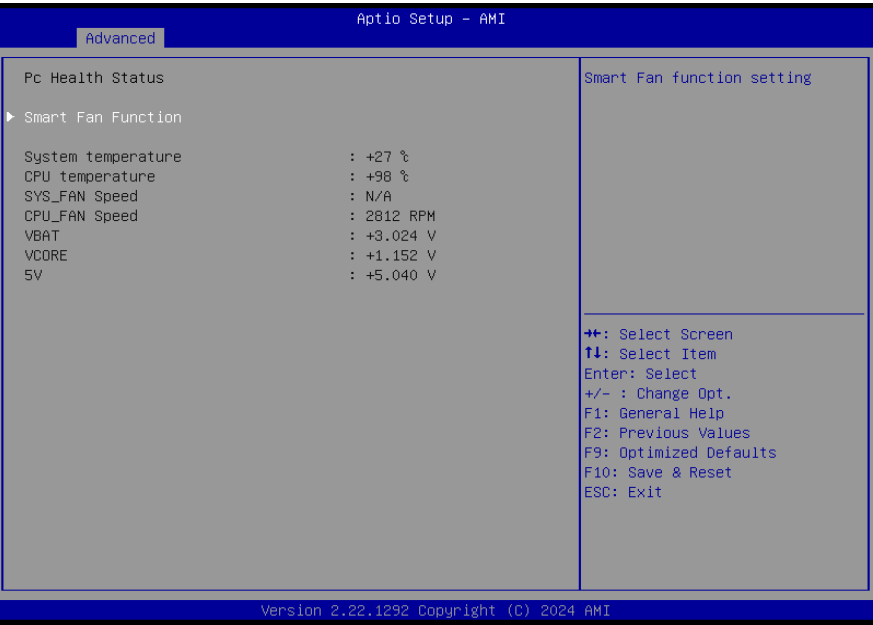 Aptio Setup – AMI
Advanced
Pc Health Status
Smart Fan Function
System temperature : +27 ℃
CPU temperature : +98 ℃
SYS_FAN Speed : N/A
CPU_FAN Speed : 2812 RPM
VBAT : +3.024 V
VCORE : +1.152 V
5V : +5.040 V
Smart Fan function setting
→←: Select Screen
↑↓: Select Item
Enter: Select
+/- : Change Opt.
F1: General Help
F2: Previous Values
F9: Optimized Defaults
F10: Save & Reset
ESC: Exit
Version 2.22.1292 Copyright (C) 2024 AMI